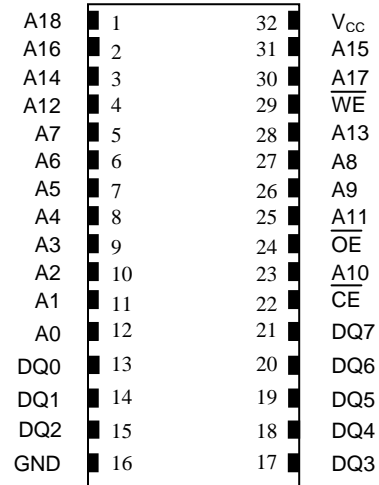 A18 1 32 VCC
A16 2 31 A15
A14 3 30 A17
A12 4 29 WE
A7 5 28 A13
A6 6 27 A8
A5 7 26 A9
A4 8 25 A11
A3 9 24 OE
A2 10 23 A10
A1 11 22 CE
A0 12 21 DQ7
DQ0 13 20 DQ6
DQ1 14 19 DQ5
DQ2 15 18 DQ4
GND 16 17 DQ3